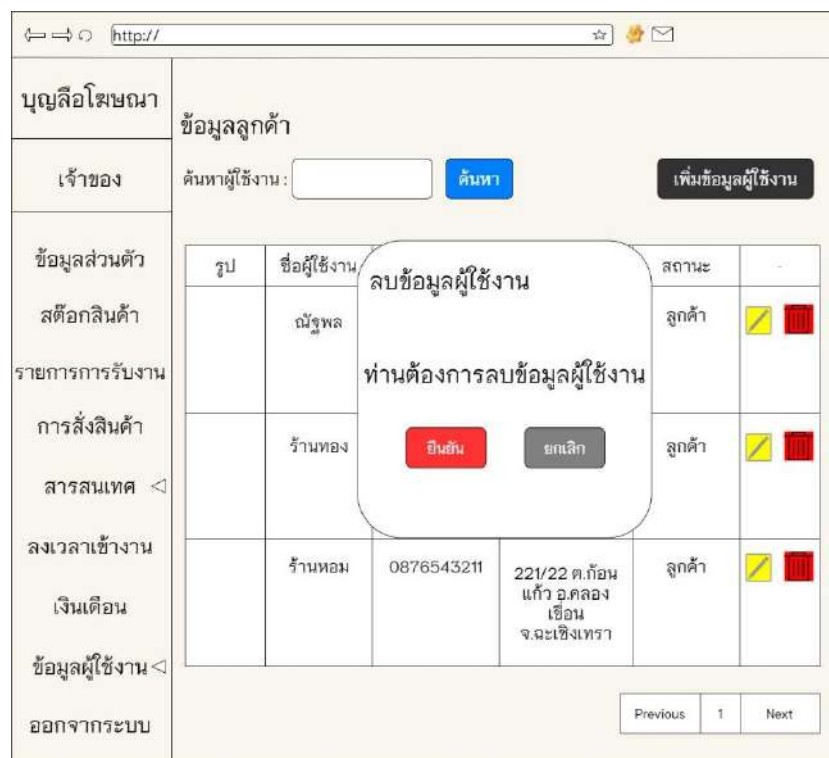 http://
บุญลือโฆษณา
เจ้าของ
ข้อมูลส่วนตัว
สต๊อกสินค้า
รายการการรับงาน
การสั่งสินค้า
สารสนเทศ
ลงเวลาเข้างาน
เงินเดือน
ข้อมูลผู้ใช้งาน
ออกจากระบบ
ข้อมูลลูกค้า
ค้นหาผู้ใช้งาน : ค้นหา เพิ่มข้อมูลผู้ใช้งาน
รูป ชื่อผู้ใช้งาน สถานะ -
ณัฐพล ลูกค้า
ร้านทอง ลูกค้า
ร้านหอม 0876543211 ลูกค้า
221/22 ต.ก้อน
แก้ว อ.คลอง
เขื่อน
จ.ฉะเชิงเทรา
ลบข้อมูลผู้ใช้งาน
ท่านต้องการลบข้อมูลผู้ใช้งาน
ยืนยัน ยกเลิก
Previous 1 Next